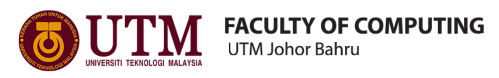 UTM
UNIVERSITI TEKNOLOGI MALAYSIA
FACULTY OF COMPUTING
UTM Johor Bahru